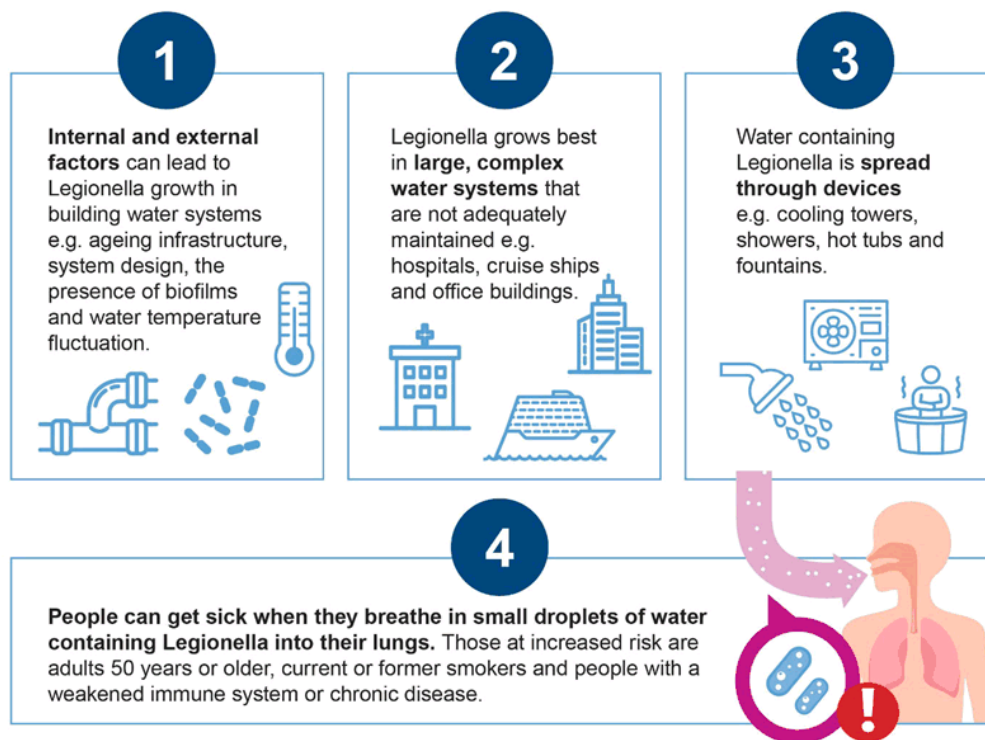 1
Internal and external
factors can lead to
Legionella growth in
building water systems
e.g. ageing infrastructure,
system design, the
presence of biofilms
and water temperature
fluctuation.
2
Legionella grows best
in large, complex
water systems that
are not adequately
maintained e.g.
hospitals, cruise ships
and office buildings.
3
Water containing
Legionella is spread
through devices
e.g. cooling towers,
showers, hot tubs and
fountains.
4
People can get sick when they breathe in small droplets of water
containing Legionella into their lungs. Those at increased risk are
adults 50 years or older, current or former smokers and people with a
weakened immune system or chronic disease.
!